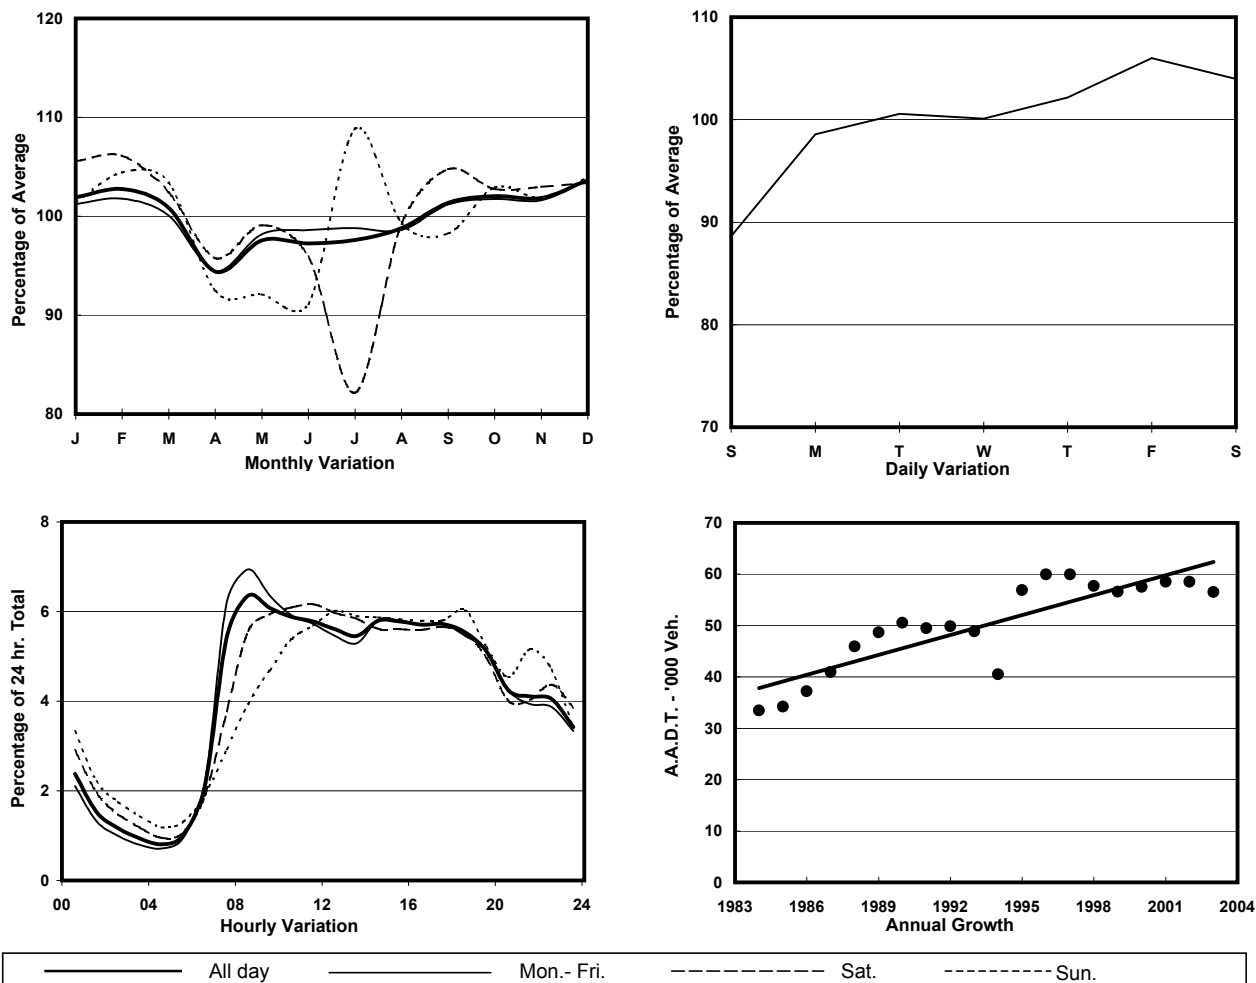 120
110
100
90
80
Percentage of Average
J F M A M J J A S O N D
Monthly Variation
110
100
90
80
70
Percentage of Average
S M T W T F S
Daily Variation
8
6
4
2
0
Percentage of 24 hr. Total
00 04 08 12 16 20 24
Hourly Variation
70
60
50
40
30
20
10
0
A.A.D.T. - '000 Veh.
1983 1986 1989 1992 1995 1998 2001 2004
Annual Growth
All day Mon.- Fri. Sat. Sun.